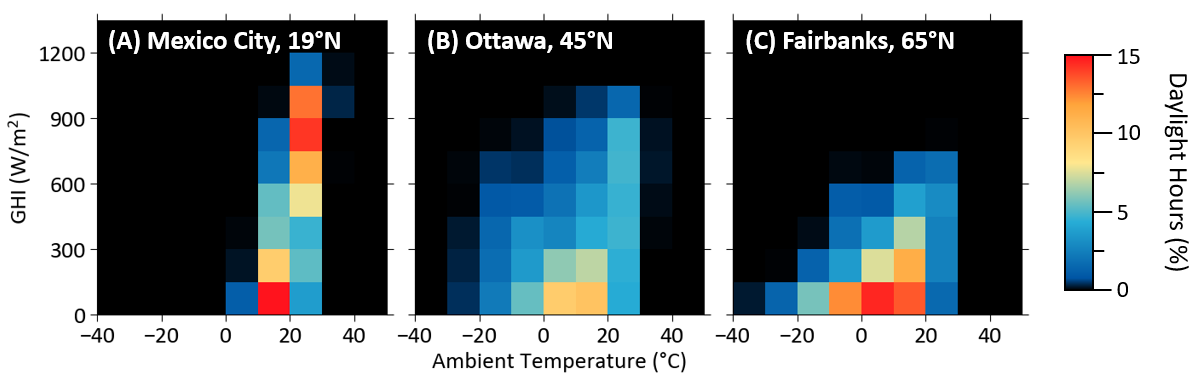 (A) Mexico City, 19°N
(B) Ottawa, 45°N
(C) Fairbanks, 65°N
GHI (W/m²)
1200
900
600
300
0
−40 −20 0 20 40
−40 −20 0 20 40
−40 −20 0 20 40
Ambient Temperature (°C)
15
10
5
0
Daylight Hours (%)